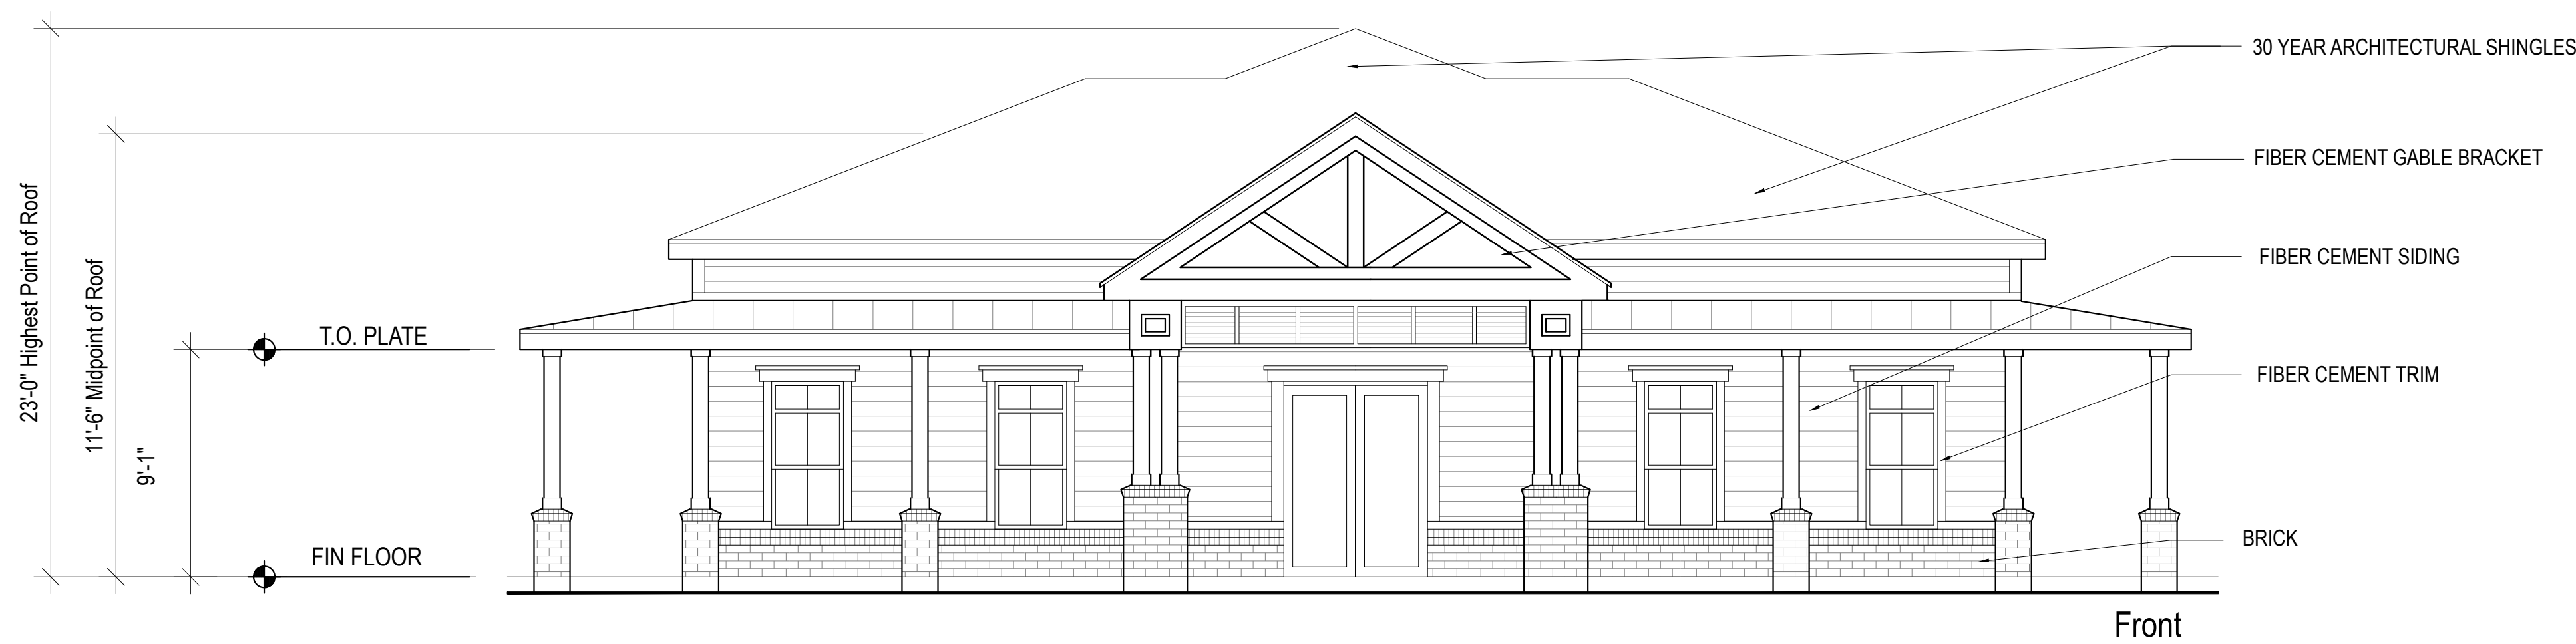 30 YEAR ARCHITECTURAL SHINGLES
FIBER CEMENT GABLE BRACKET
FIBER CEMENT SIDING
FIBER CEMENT TRIM
BRICK
23'-0" Highest Point of Roof
11'-6" Midpoint of Roof
9'-1"
T.O. PLATE
FIN FLOOR
Front